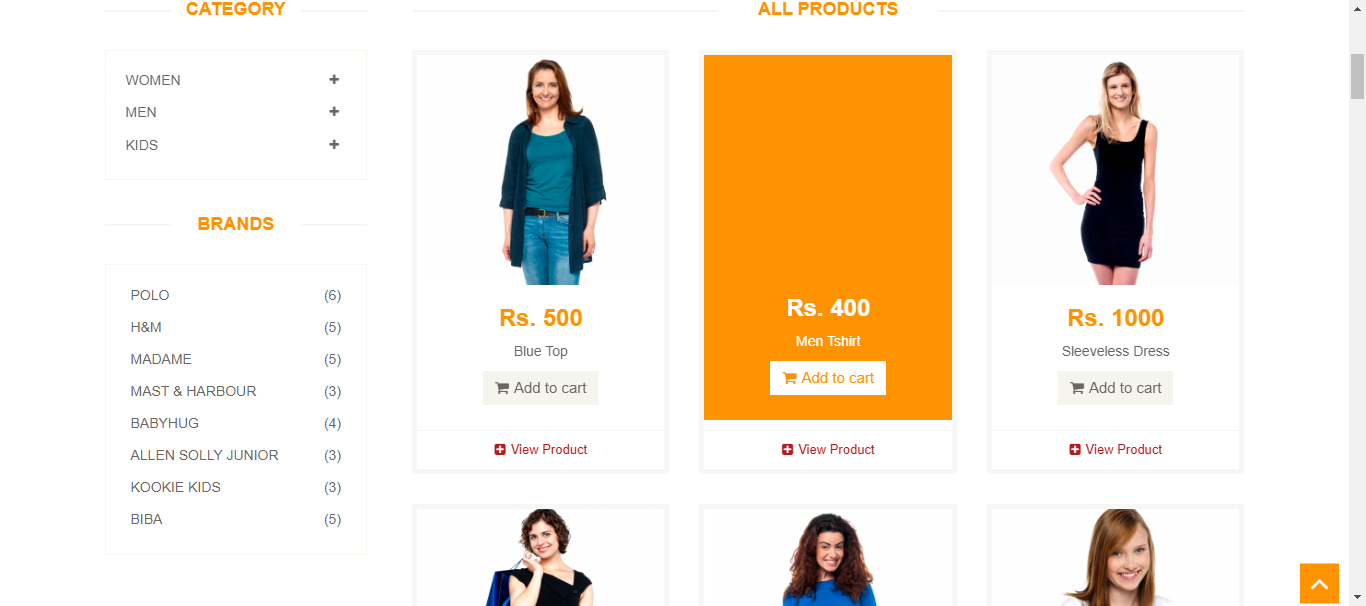 CATEGORY
WOMEN
MEN
KIDS
BRANDS
POLO (6)
H&M (5)
MADAME (5)
MAST & HARBOUR (3)
BABYHUG (4)
ALLEN SOLLY JUNIOR (3)
KOOKIE KIDS (3)
BIBA (5)
ALL PRODUCTS
Rs. 500
Blue Top
Add to cart
View Product
Rs. 400
Men Tshirt
Add to cart
View Product
Rs. 1000
Sleeveless Dress
Add to cart
View Product